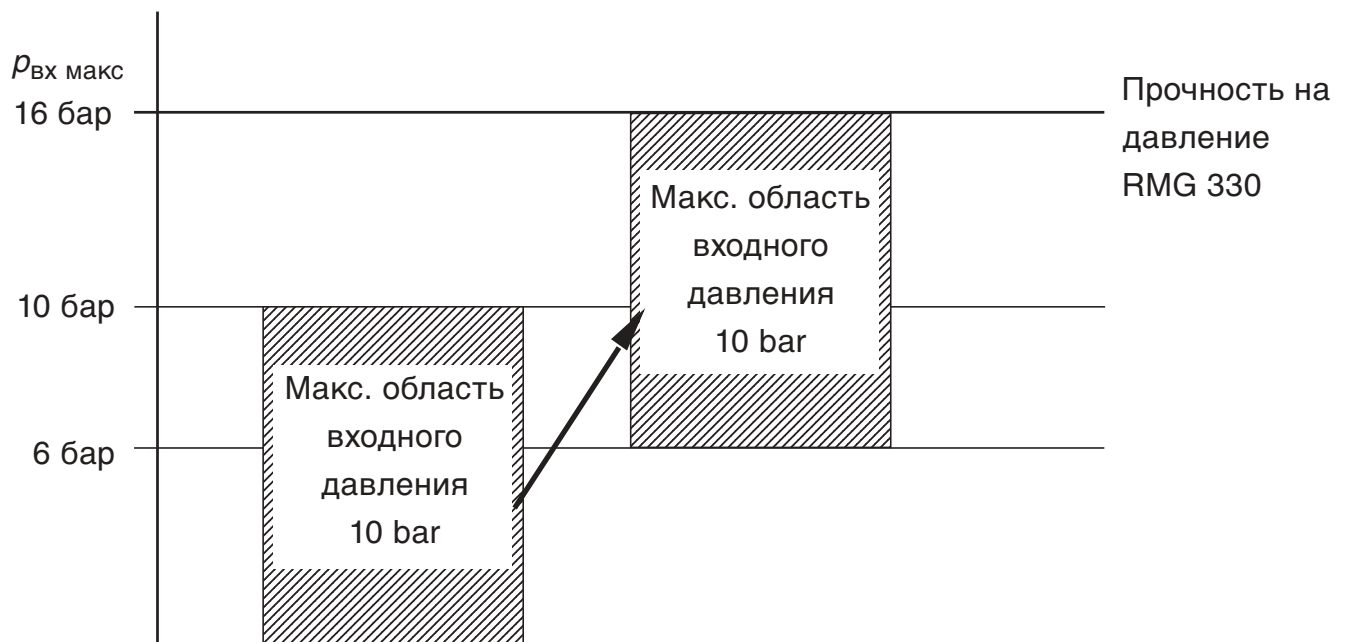 pвх макс
16 бар
Прочность на
давление
RMG 330
Макс. область
входного
давления
10 bar
10 бар
Макс. область
входного
давления
10 bar
6 бар